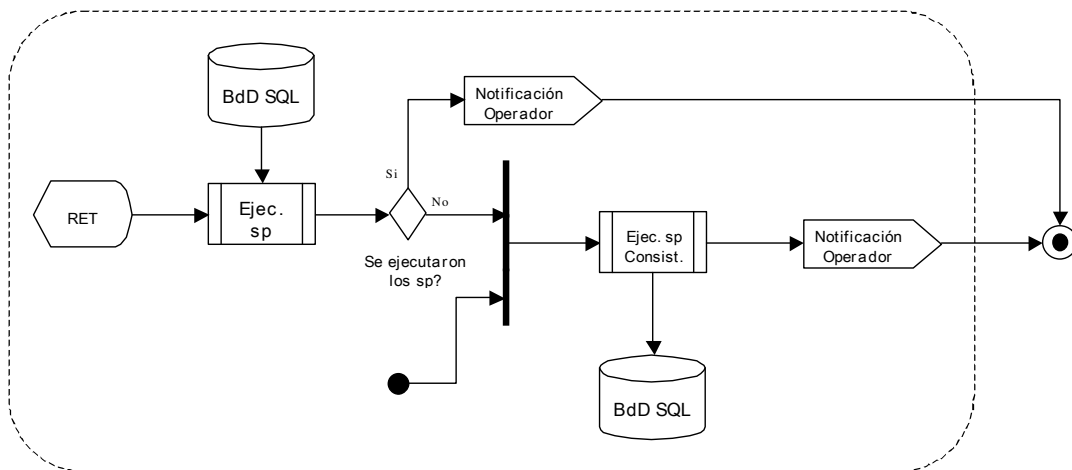 BdD SQL
Notificación
Operador
Si
RET
Ejec.
sp
No
Se ejecutaron
los sp?
Ejec. sp
Consist.
Notificación
Operador
BdD SQL